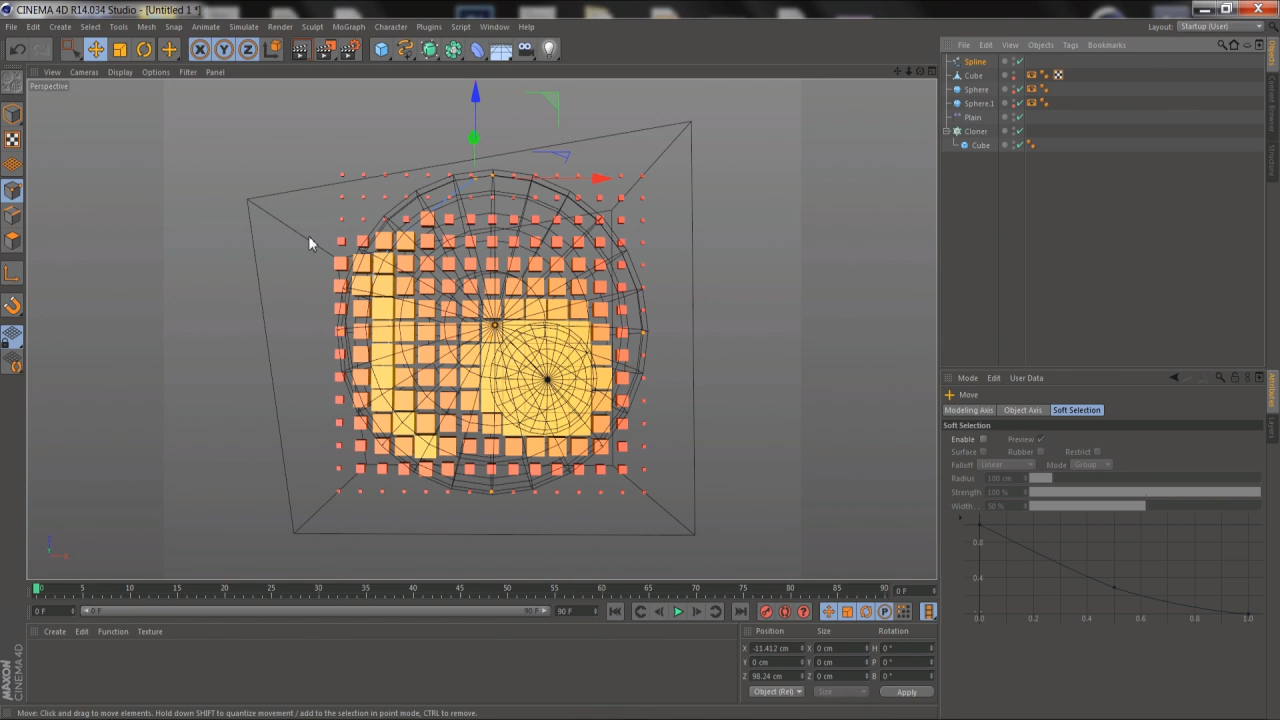 CINEMA 4D R14.034 Studio - [Untitled 1 *]
File Edit Create Select Tools Mesh Snap Animate Simulate Render Sculpt MoGraph Character Plugins Script Window Help
Layout: Startup (User)
X Y Z
File Edit View Objects Tags Bookmarks
View Cameras Display Options Filter Panel
Perspective
Spline
Cube
Sphere
Sphere.1
Plain
Cloner
Cube
Objects
Content Browser
Structure
Mode Edit User Data
Move
Modeling Axis Object Axis Soft Selection
Soft Selection
Enable Preview
Surface Rubber Restrict
Falloff Linear Mode Group
Radius 100 cm
Strength 100 %
Width... 50 %
0.8
0.4
0.0 0.2 0.4 0.6 0.8 1.0
Attributes
Layers
0 5 10 15 20 25 30 35 40 45 50 55 60 65 70 75 80 85 90 0 F
0 F 0 F 90 F 90 F
Create Edit Function Texture
Position Size Rotation
X -11.412 cm X 0 cm H 0 °
Y 0 cm Y 0 cm P 0 °
Z 98.24 cm Z 0 cm B 0 °
Object (Rel) Size Apply
MAXON CINEMA 4D
Move: Click and drag to move elements. Hold down SHIFT to quantize movement / add to the selection in point mode, CTRL to remove.